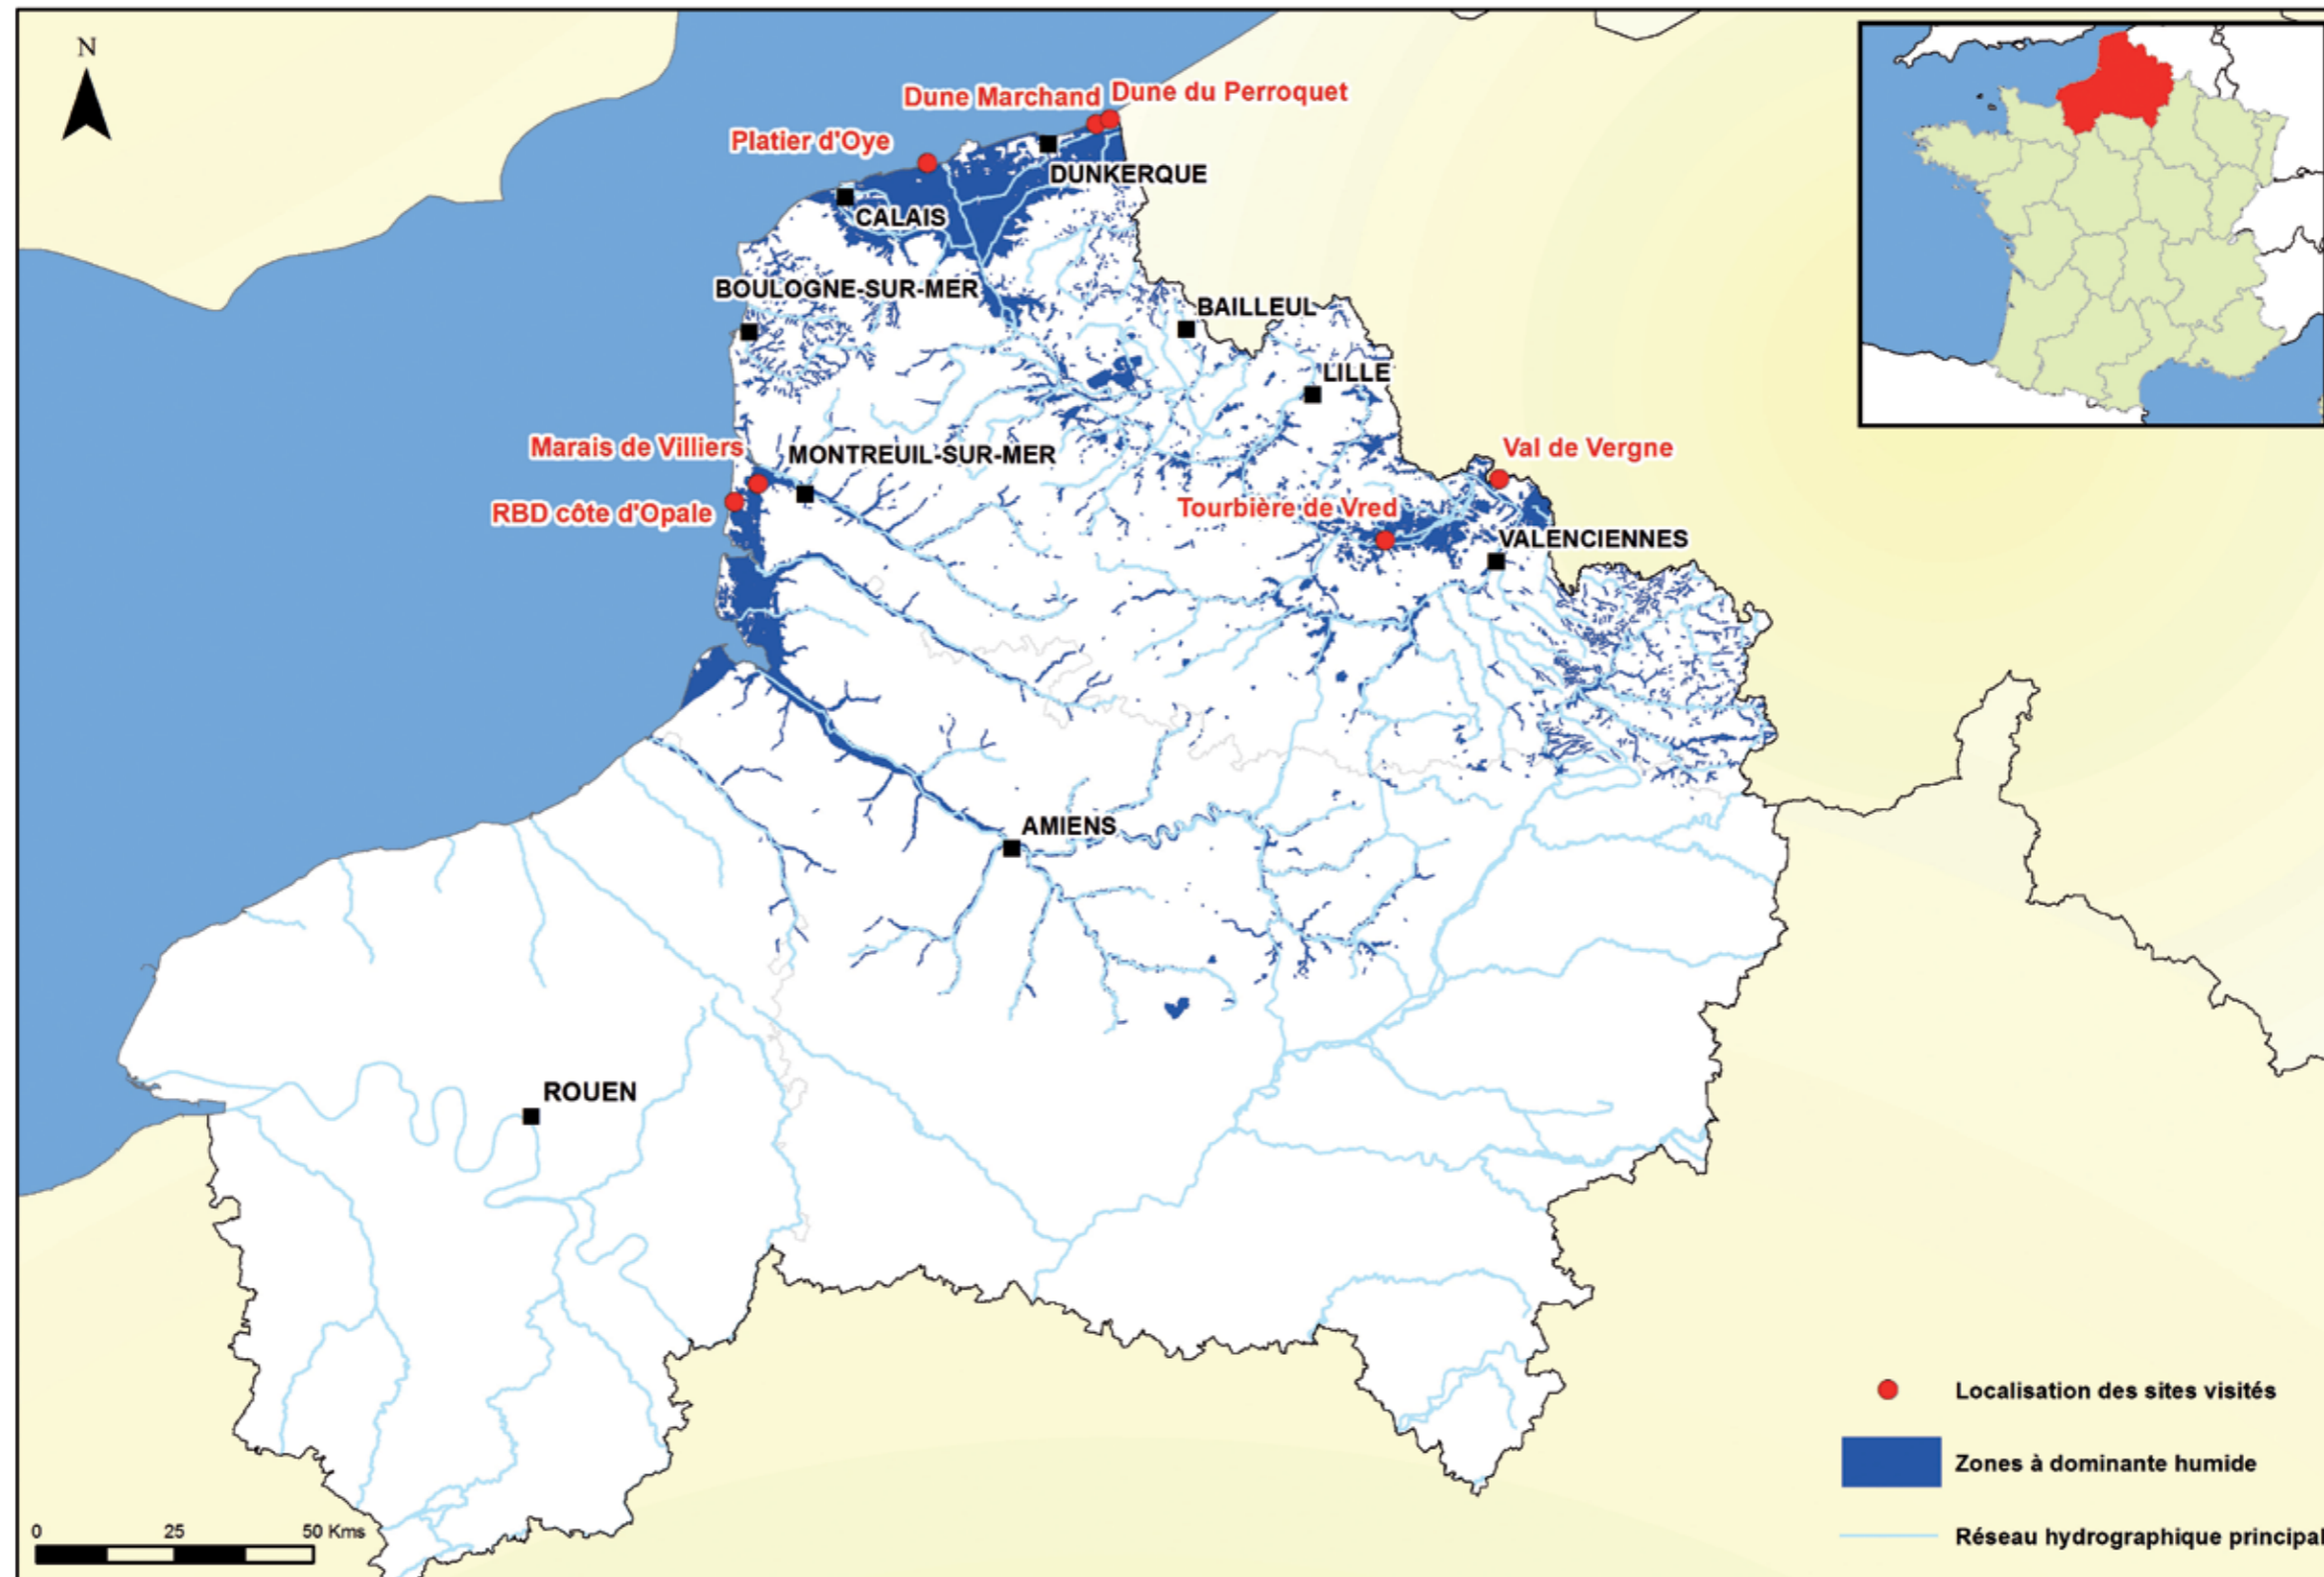 N
Dune Marchand
Dune du Perroquet
Platier d'Oye
DUNKERQUE
CALAIS
BOULOGNE-SUR-MER
BAILLEUL
LILLE
Marais de Villiers
MONTREUIL-SUR-MER
Val de Vergne
RBD côte d'Opale
Tourbière de Vred
VALENCIENNES
AMIENS
ROUEN
Localisation des sites visités
Zones à dominante humide
Réseau hydrographique principal
0 25 50 Kms